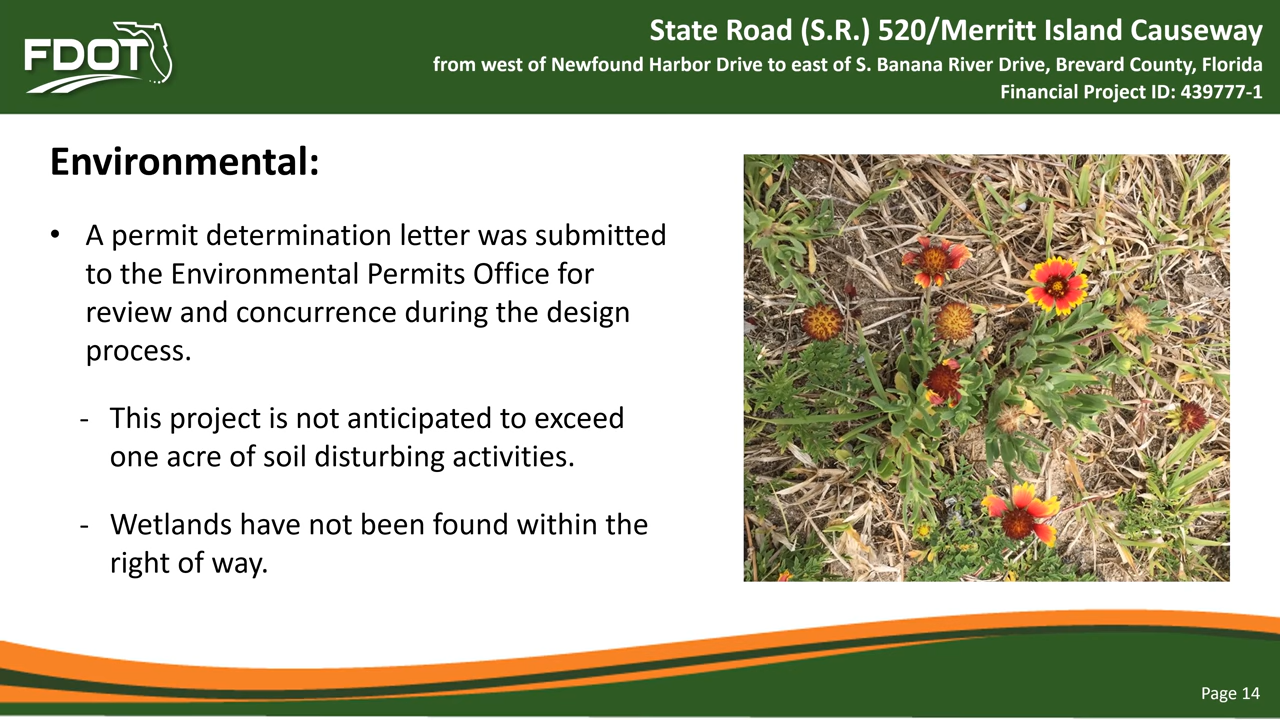 FDOT
State Road (S.R.) 520/Merritt Island Causeway
from west of Newfound Harbor Drive to east of S. Banana River Drive, Brevard County, Florida
Financial Project ID: 439777-1
Environmental:
• A permit determination letter was submitted
to the Environmental Permits Office for
review and concurrence during the design
process.
- This project is not anticipated to exceed
one acre of soil disturbing activities.
- Wetlands have not been found within the
right of way.
Page 14